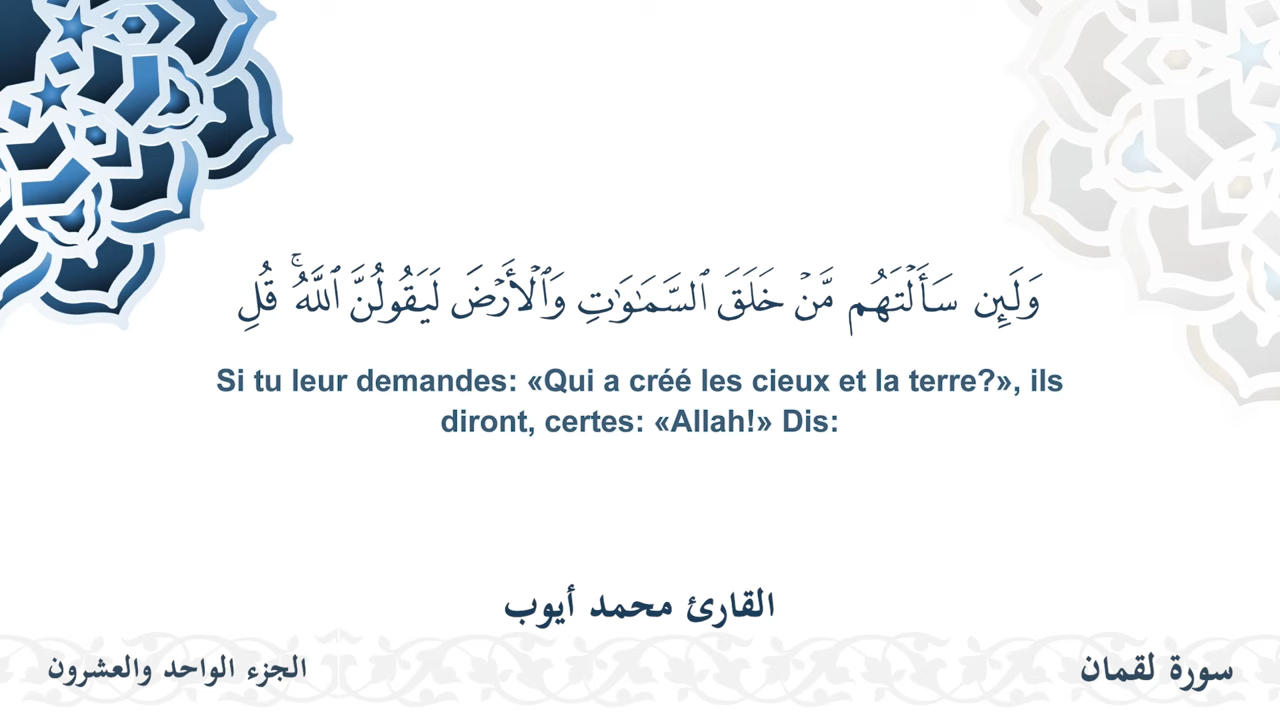 وَلَئِن سَأَلْتَهُم مَّنْ خَلَقَ ٱلسَّمَـٰوَٰتِ وَٱلْأَرْضَ لَيَقُولُنَّ ٱللَّهُ ۚ قُلِ
Si tu leur demandes: «Qui a créé les cieux et la terre?», ils
diront, certes: «Allah!» Dis:
القارئ محمد أيوب
سورة لقمان
الجزء الواحد والعشرون